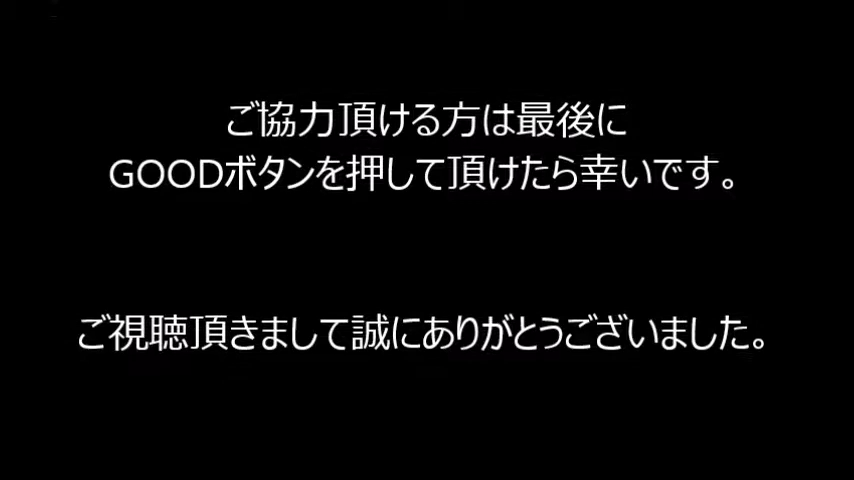 ご協力頂ける方は最後に
GOODボタンを押して頂けたら幸いです。
ご視聴頂きまして誠にありがとうございました。